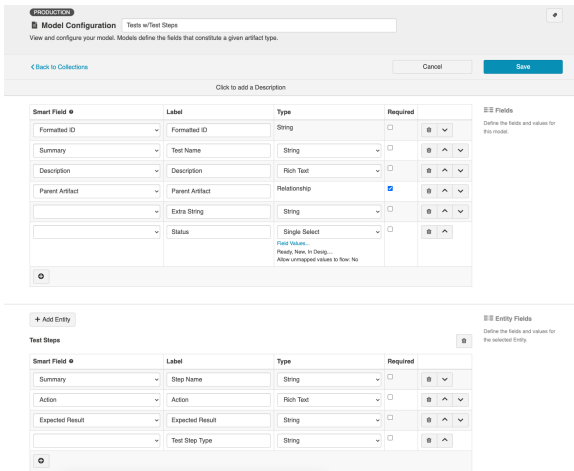 PRODUCTION
Model Configuration Tests w/Test Steps
View and configure your model. Models define the fields that constitute a given artifact type.
Back to Collections
Cancel
Save
Click to add a Description
Smart Field Label Type Required
Formatted ID Formatted ID String
Summary Test Name String
Description Description Rich Text
Parent Artifact Parent Artifact Relationship
Extra String String
Status Single Select
Field Values...
Ready, New, In Desig,...
Allow unmapped values to flow: No
Fields
Define the fields and values for
this model.
+ Add Entity
Test Steps
Smart Field Label Type Required
Summary Step Name String
Action Action Rich Text
Expected Result Expected Result String
Test Step Type String
Entity Fields
Define the fields and values for
the selected Entity.